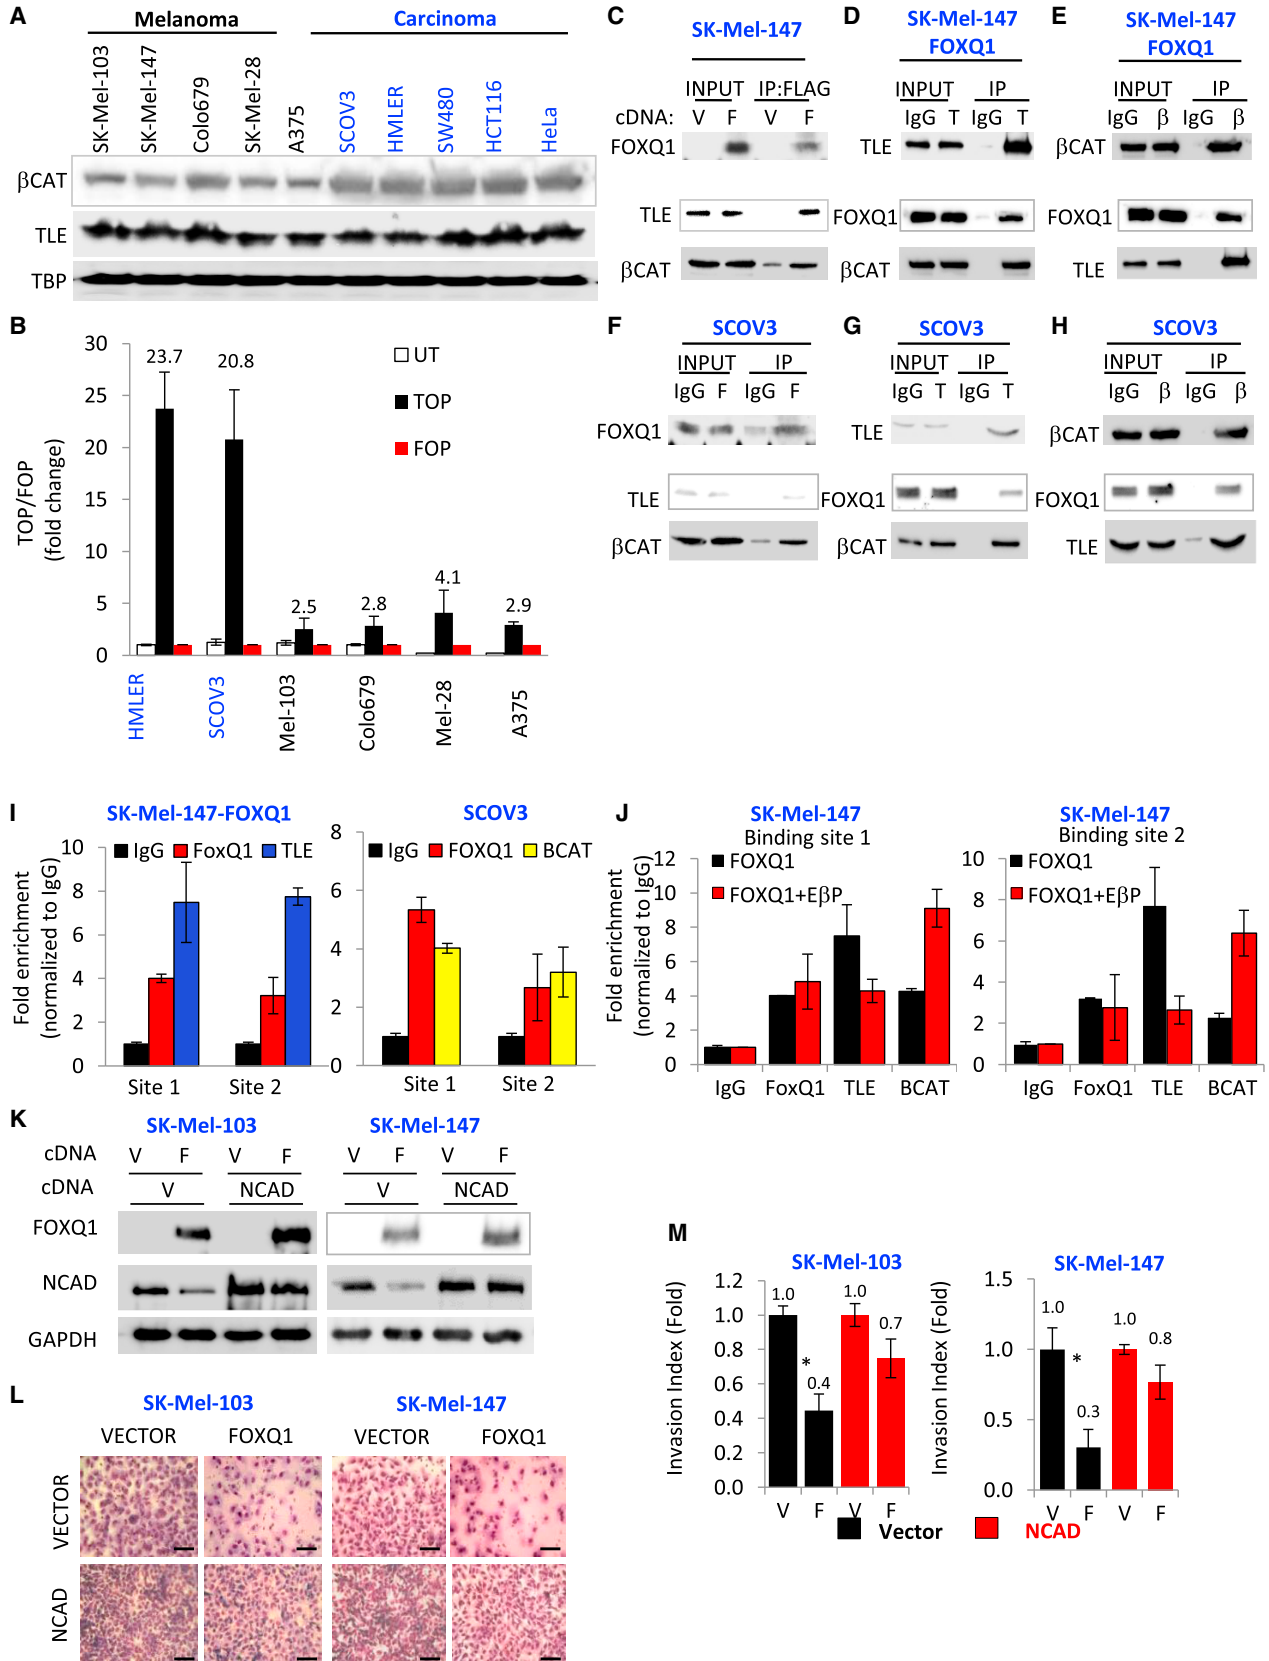 A
Melanoma
Carcinoma
SK-Mel-103
SK-Mel-147
Colo679
SK-Mel-28
A375
SCOV3
HMLER
SW480
HCT116
HeLa
βCAT
TLE
TBP
B
TOP/FOP
(fold change)
30
25
20
15
10
5
0
23.7
20.8
2.5
2.8
4.1
2.9
UT
TOP
FOP
HMLER
SCOV3
Mel-103
Colo679
Mel-28
A375
C
SK-Mel-147
INPUT IP:FLAG
cDNA: V F V F
FOXQ1
TLE
βCAT
D
SK-Mel-147
FOXQ1
INPUT IP
IgG T IgG T
TLE
FOXQ1
βCAT
E
SK-Mel-147
FOXQ1
INPUT IP
IgG β IgG β
βCAT
FOXQ1
TLE
F
SCOV3
INPUT IP
IgG F IgG F
FOXQ1
TLE
βCAT
G
SCOV3
INPUT IP
IgG T IgG T
TLE
FOXQ1
βCAT
H
SCOV3
INPUT IP
IgG β IgG β
βCAT
FOXQ1
TLE
I
SK-Mel-147-FOXQ1
IgG FoxQ1 TLE
Fold enrichment
(normalized to IgG)
10
8
6
4
2
0
Site 1 Site 2
SCOV3
IgG FOXQ1 BCAT
8
6
4
2
0
Site 1 Site 2
J
SK-Mel-147
Binding site 1
FOXQ1
FOXQ1+EβP
Fold enrichment
(normalized to IgG)
12
10
8
6
4
2
0
IgG FoxQ1 TLE BCAT
SK-Mel-147
Binding site 2
FOXQ1
FOXQ1+EβP
10
8
6
4
2
0
IgG FoxQ1 TLE BCAT
K
SK-Mel-103 SK-Mel-147
cDNA V F V F V F V F
cDNA V NCAD V NCAD
FOXQ1
NCAD
GAPDH
L
SK-Mel-103 SK-Mel-147
VECTOR FOXQ1 VECTOR FOXQ1
VECTOR
NCAD
M
SK-Mel-103
Invasion Index (Fold)
1.2
1.0
0.8
0.6
0.4
0.2
0.0
1.0
*
0.4
1.0
0.7
V F V F
SK-Mel-147
Invasion Index (Fold)
1.5
1.0
0.5
0.0
1.0
*
0.3
1.0
0.8
V F V F
Vector NCAD